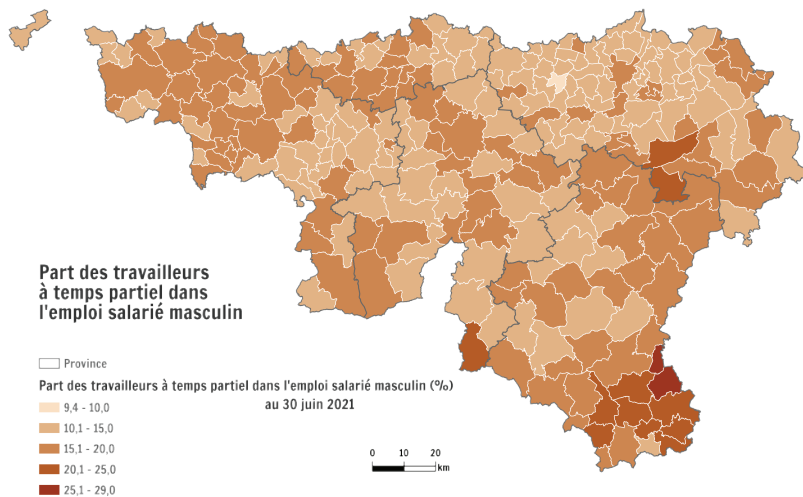 Part des travailleurs
à temps partiel dans
l'emploi salarié masculin
Province
Part des travailleurs à temps partiel dans l'emploi salarié masculin (%)
au 30 juin 2021
9,4 - 10,0
10,1 - 15,0
15,1 - 20,0
20,1 - 25,0
25,1 - 29,0
0 10 20
km